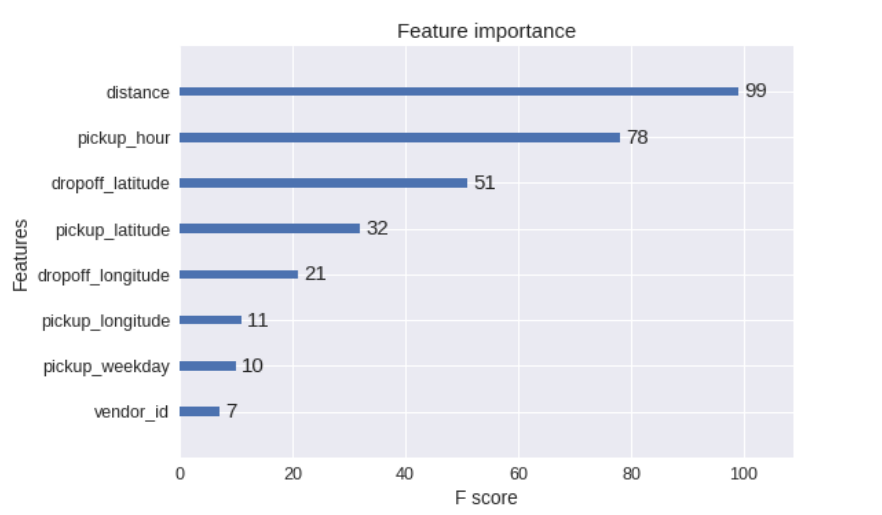 Feature importance
distance 99
pickup_hour 78
dropoff_latitude 51
pickup_latitude 32
dropoff_longitude 21
pickup_longitude 11
pickup_weekday 10
vendor_id 7
Features
0 20 40 60 80 100
F score